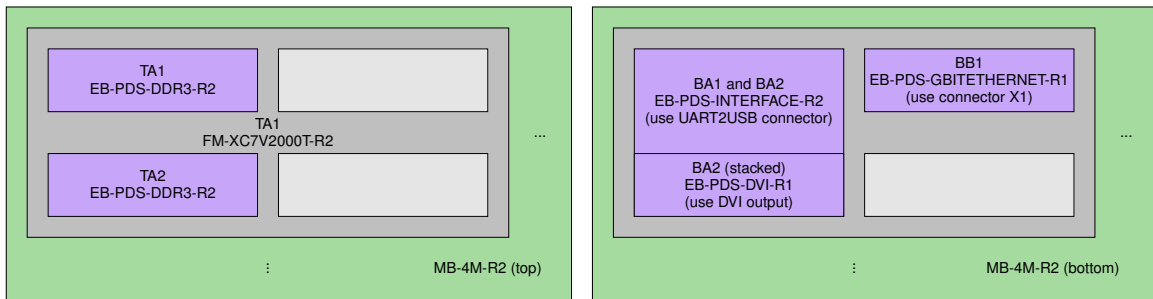 TA1
EB-PDS-DDR3-R2
TA1
FM-XC7V2000T-R2
...
TA2
EB-PDS-DDR3-R2
...
MB-4M-R2 (top)
BA1 and BA2
EB-PDS-INTERFACE-R2
(use UART2USB connector)
BB1
EB-PDS-GBITETHERNET-R1
(use connector X1)
...
BA2 (stacked)
EB-PDS-DVI-R1
(use DVI output)
...
MB-4M-R2 (bottom)